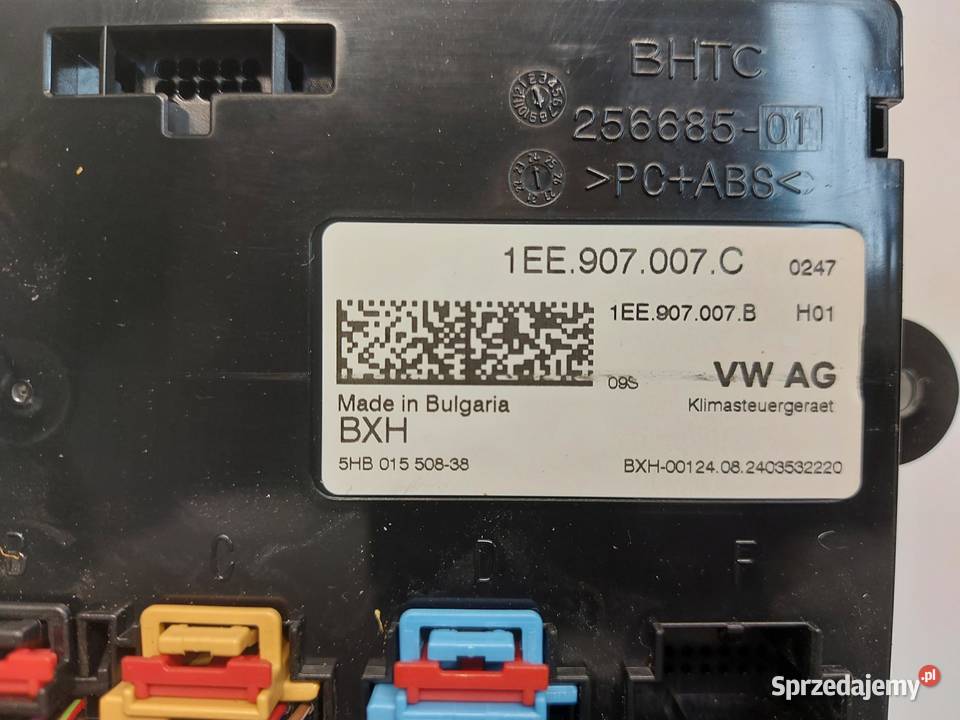 BHTC
256685-01
>PC+ABS<
1EE.907.007.C 0247
1EE.907.007.B H01
09S VW AG
Made in Bulgaria Klimasteuergeraet
BXH
5HB 015 508-38 BXH-00124.08.2403532220
B C D F <
Sprzedajemy.pl